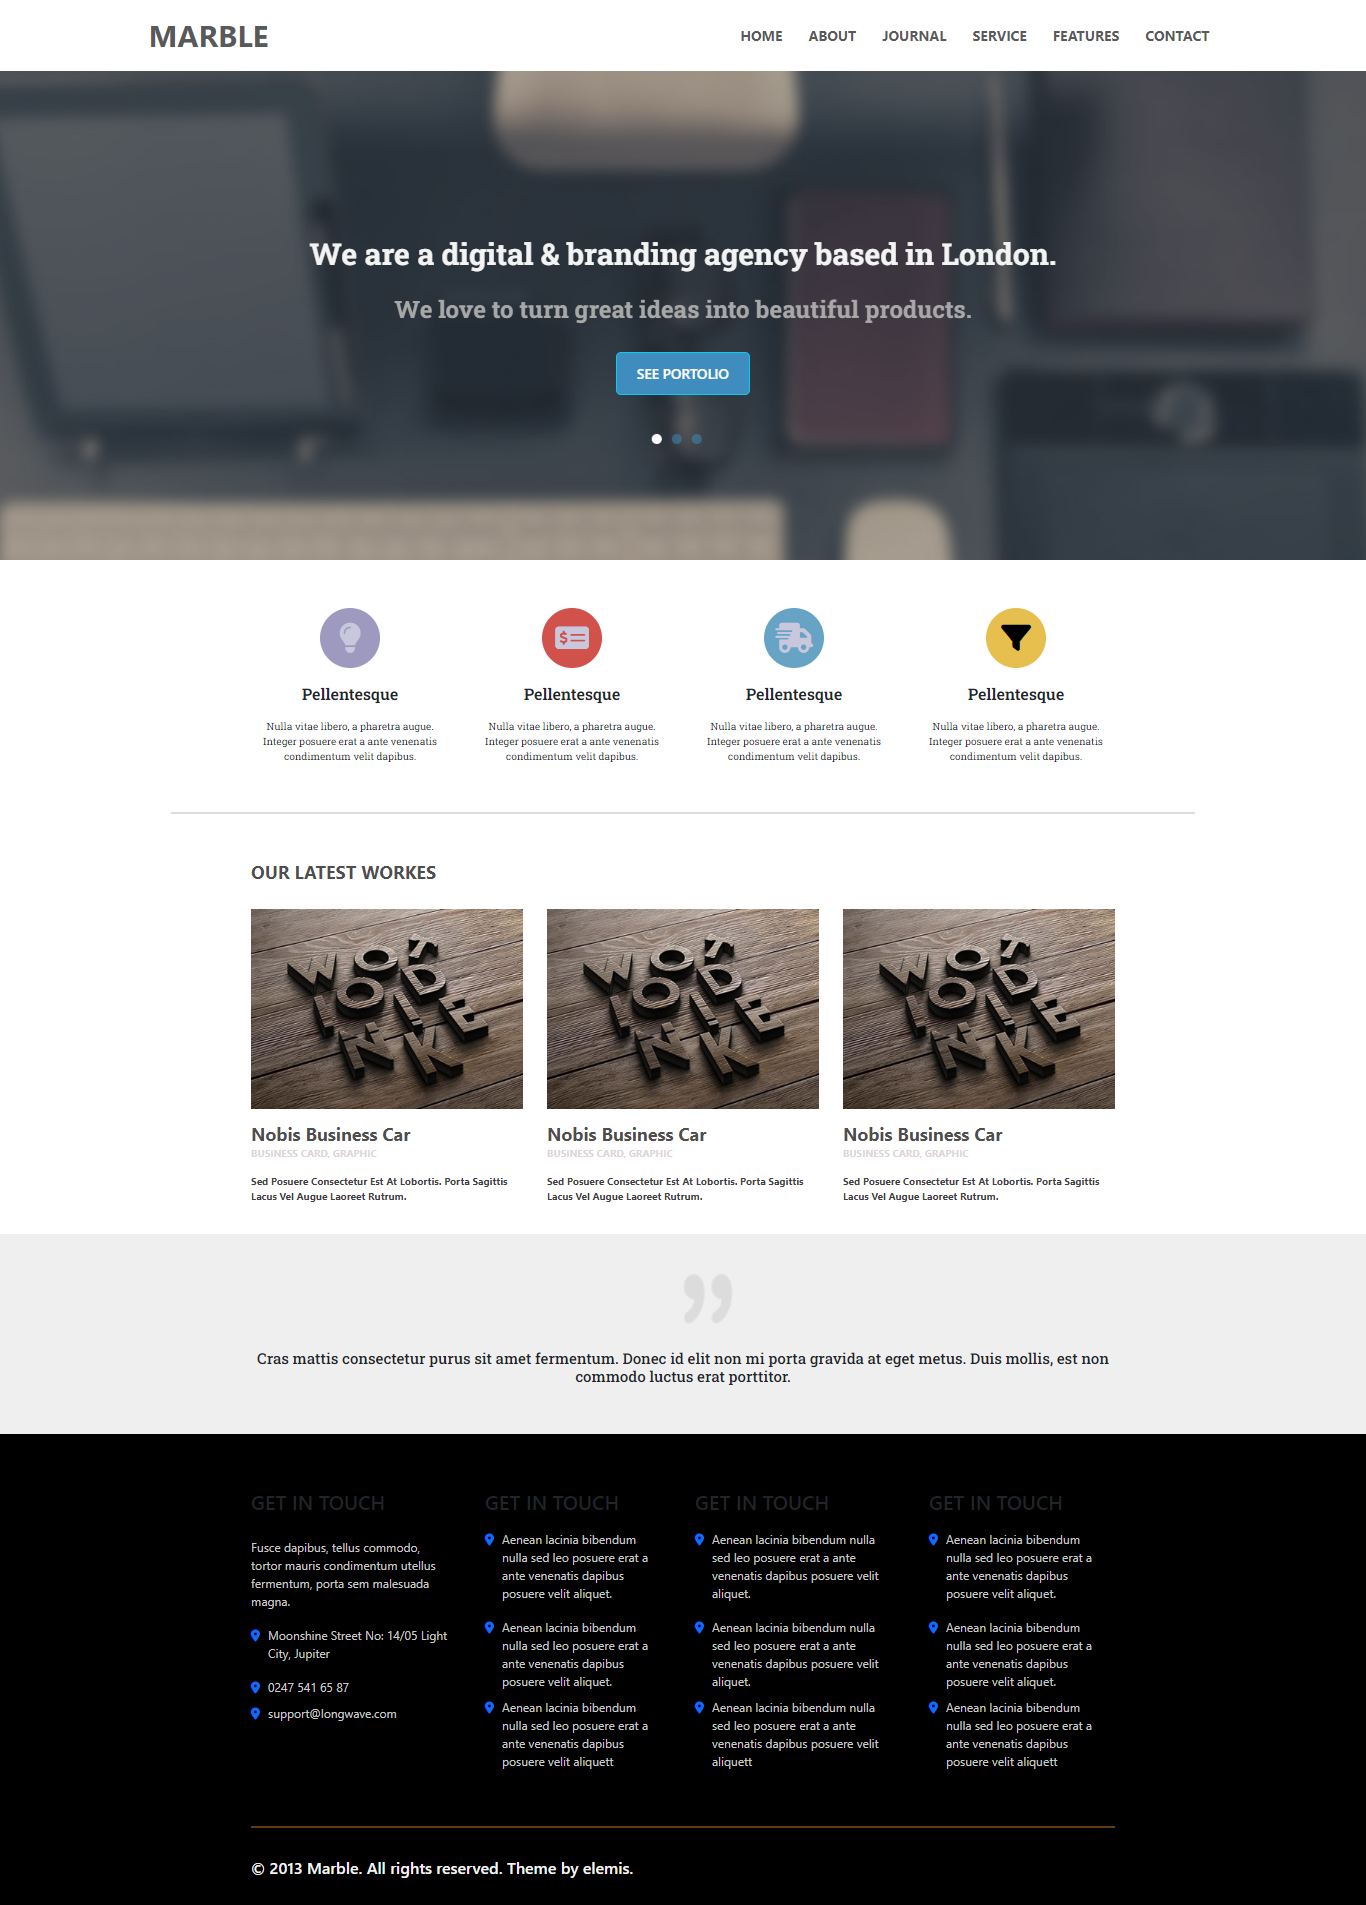 MARBLE
HOME ABOUT JOURNAL SERVICE FEATURES CONTACT
We are a digital & branding agency based in London.
We love to turn great ideas into beautiful products.
SEE PORTOLIO
Pellentesque
Nulla vitae libero, a pharetra augue.
Integer posuere erat a ante venenatis
condimentum velit dapibus.
Pellentesque
Nulla vitae libero, a pharetra augue.
Integer posuere erat a ante venenatis
condimentum velit dapibus.
Pellentesque
Nulla vitae libero, a pharetra augue.
Integer posuere erat a ante venenatis
condimentum velit dapibus.
Pellentesque
Nulla vitae libero, a pharetra augue.
Integer posuere erat a ante venenatis
condimentum velit dapibus.
OUR LATEST WORKES
WOT
LODE
I'NKE
Nobis Business Car
BUSINESS CARD, GRAPHIC
Sed Posuere Consectetur Est At Lobortis. Porta Sagittis
Lacus Vel Augue Laoreet Rutrum.
Nobis Business Car
BUSINESS CARD, GRAPHIC
Sed Posuere Consectetur Est At Lobortis. Porta Sagittis
Lacus Vel Augue Laoreet Rutrum.
Nobis Business Car
BUSINESS CARD, GRAPHIC
Sed Posuere Consectetur Est At Lobortis. Porta Sagittis
Lacus Vel Augue Laoreet Rutrum.
Cras mattis consectetur purus sit amet fermentum. Donec id elit non mi porta gravida at eget metus. Duis mollis, est non
commodo luctus erat porttitor.
GET IN TOUCH
Fusce dapibus, tellus commodo,
tortor mauris condimentum utellus
fermentum, porta sem malesuada
magna.
Moonshine Street No: 14/05 Light
City, Jupiter
0247 541 65 87
support@longwave.com
GET IN TOUCH
Aenean lacinia bibendum
nulla sed leo posuere erat a
ante venenatis dapibus
posuere velit aliquet.
Aenean lacinia bibendum
nulla sed leo posuere erat a
ante venenatis dapibus
posuere velit aliquet.
Aenean lacinia bibendum
nulla sed leo posuere erat a
ante venenatis dapibus
posuere velit aliquett
GET IN TOUCH
Aenean lacinia bibendum nulla
sed leo posuere erat a ante
venenatis dapibus posuere velit
aliquet.
Aenean lacinia bibendum nulla
sed leo posuere erat a ante
venenatis dapibus posuere velit
aliquet.
Aenean lacinia bibendum nulla
sed leo posuere erat a ante
venenatis dapibus posuere velit
aliquett
GET IN TOUCH
Aenean lacinia bibendum
nulla sed leo posuere erat a
ante venenatis dapibus
posuere velit aliquet.
Aenean lacinia bibendum
nulla sed leo posuere erat a
ante venenatis dapibus
posuere velit aliquet.
Aenean lacinia bibendum
nulla sed leo posuere erat a
ante venenatis dapibus
posuere velit aliquett
© 2013 Marble. All rights reserved. Theme by elemis.